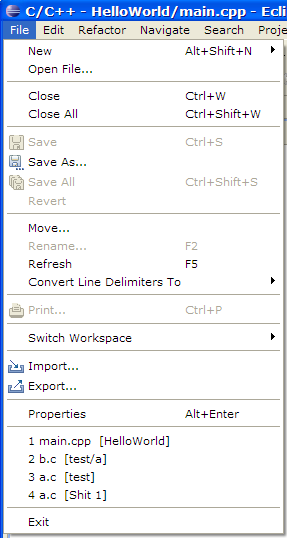 C/C++ - HelloWorld/main.cpp - Ecli
File Edit Refactor Navigate Search Proje
New Alt+Shift+N
Open File...
Close Ctrl+W
Close All Ctrl+Shift+W
Save Ctrl+S
Save As...
Save All Ctrl+Shift+S
Revert
Move...
Rename... F2
Refresh F5
Convert Line Delimiters To
Print... Ctrl+P
Switch Workspace
Import...
Export...
Properties Alt+Enter
1 main.cpp [HelloWorld]
2 b.c [test/a]
3 a.c [test]
4 a.c [Shit 1]
Exit